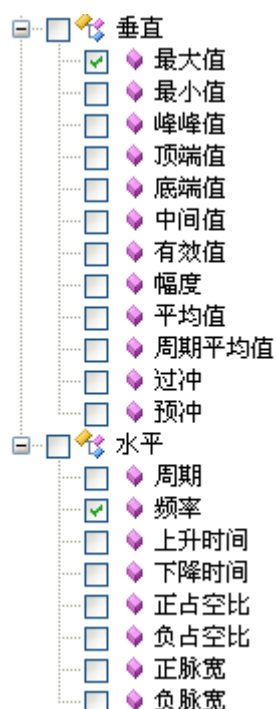 垂直
最大值
最小值
峰峰值
顶端值
底端值
中间值
有效值
幅度
平均值
周期平均值
过冲
预冲
水平
周期
频率
上升时间
下降时间
正占空比
负占空比
正脉宽
负脉宽